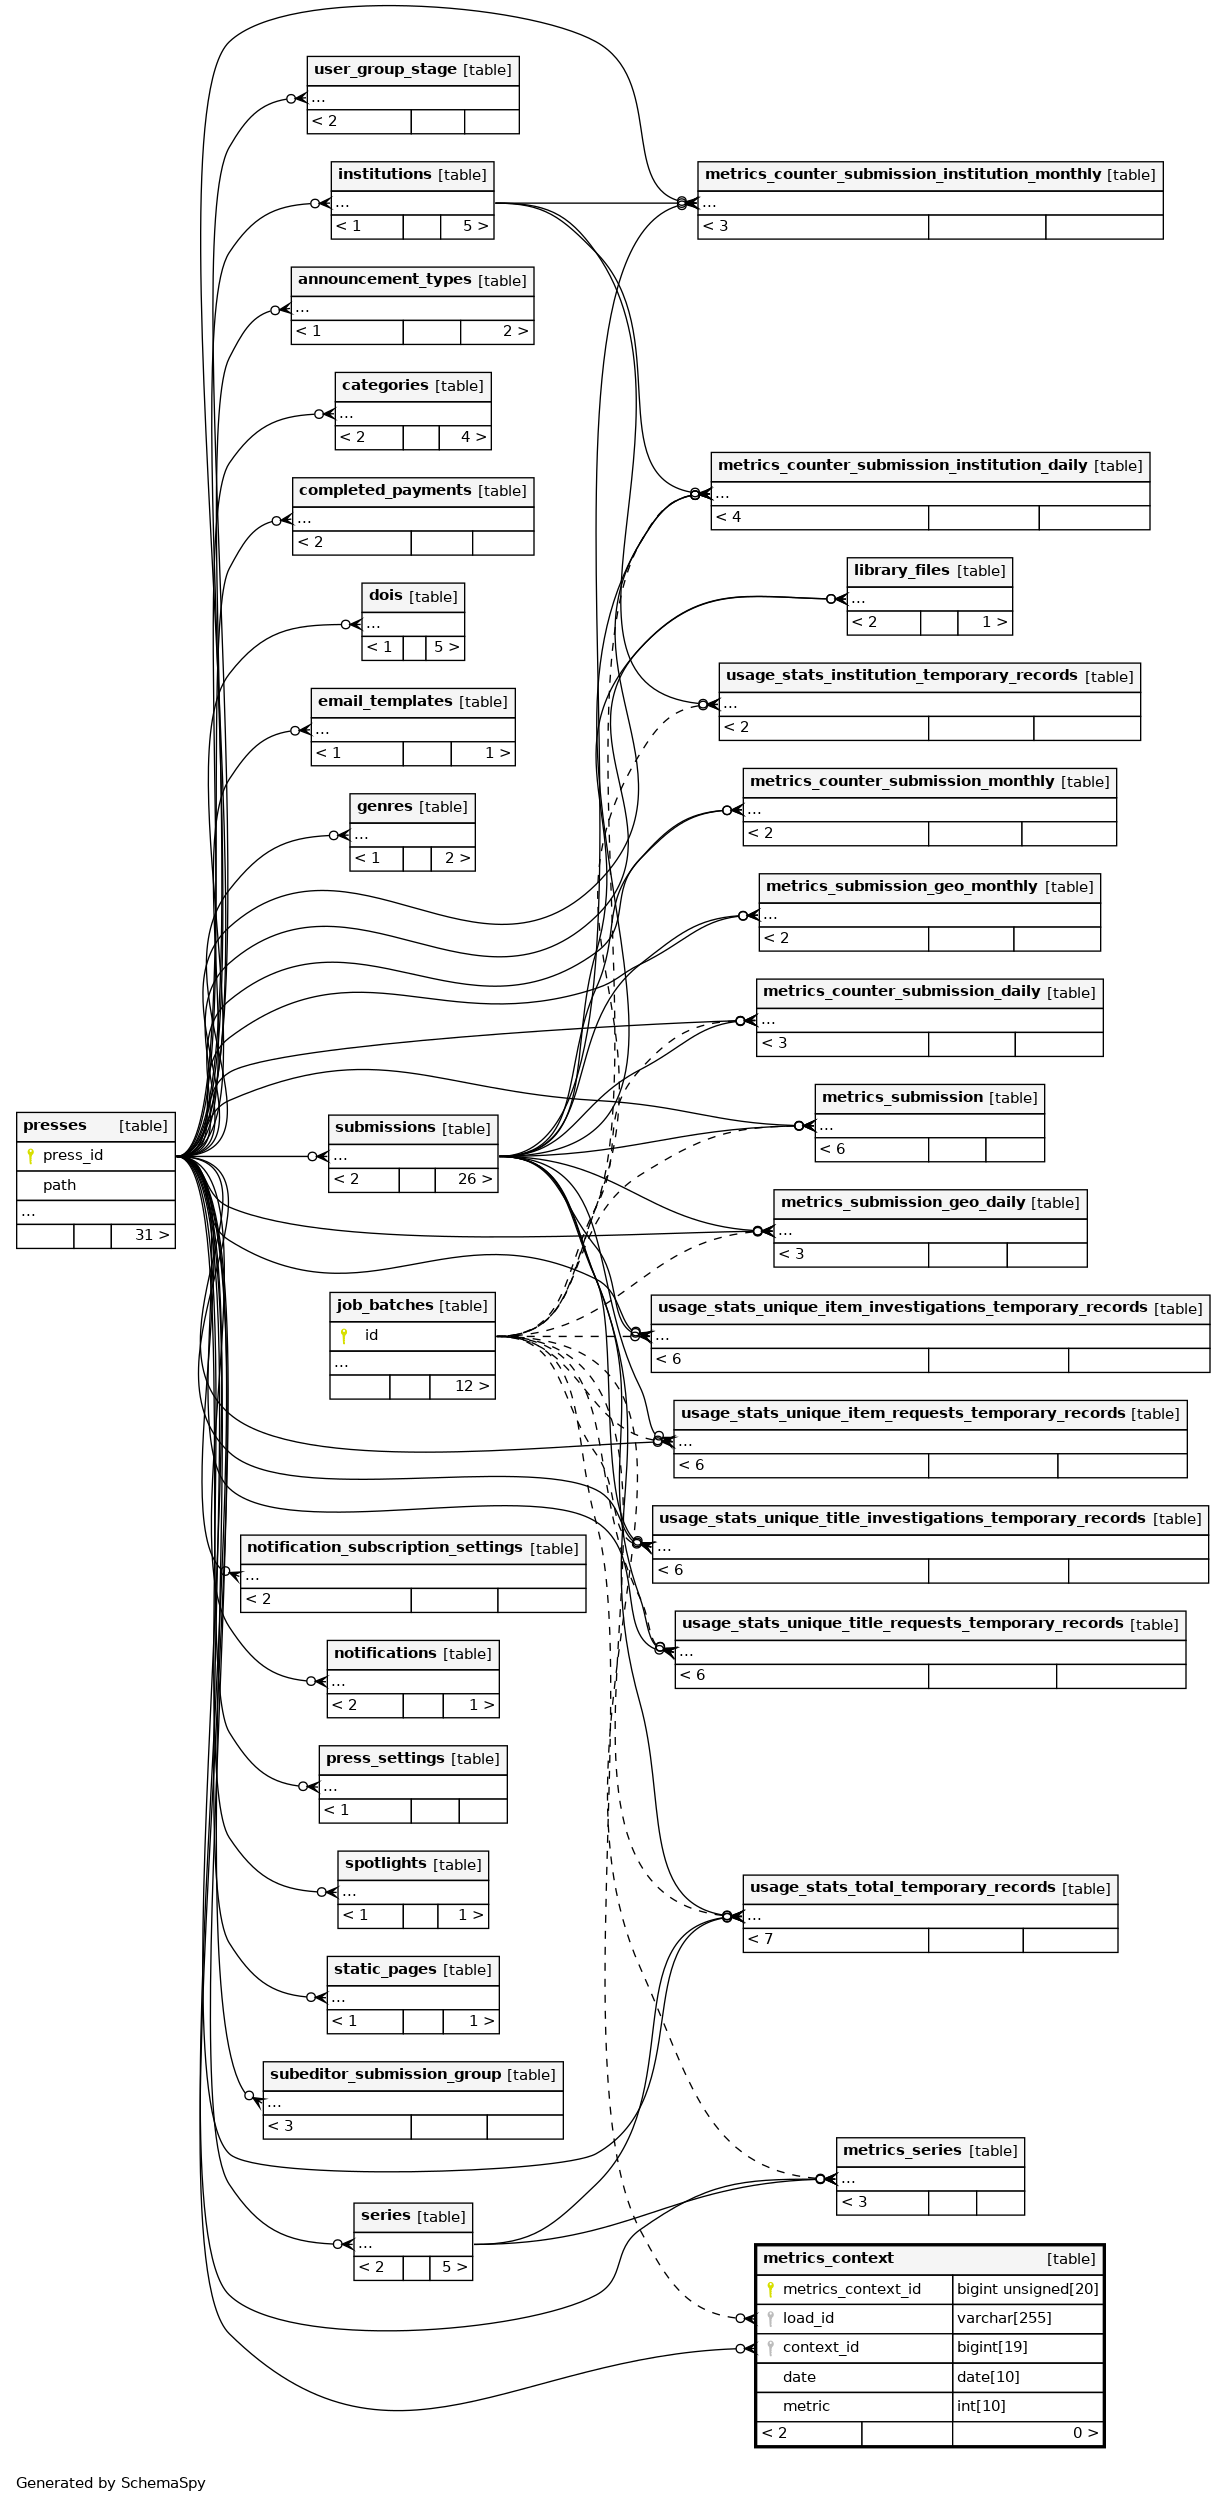 user_group_stage [table]
...
< 2
institutions [table]
...
< 1 5 >
metrics_counter_submission_institution_monthly [table]
...
< 3
announcement_types [table]
...
< 1 2 >
categories [table]
...
< 2 4 >
metrics_counter_submission_institution_daily [table]
...
< 4
completed_payments [table]
...
< 2
library_files [table]
...
< 2 1 >
dois [table]
...
< 1 5 >
usage_stats_institution_temporary_records [table]
...
< 2
email_templates [table]
...
< 1 1 >
metrics_counter_submission_monthly [table]
...
< 2
genres [table]
...
< 1 2 >
metrics_submission_geo_monthly [table]
...
< 2
metrics_counter_submission_daily [table]
...
< 3
metrics_submission [table]
...
< 6
presses [table]
press_id
path
...
31 >
submissions [table]
...
< 2 26 >
metrics_submission_geo_daily [table]
...
< 3
job_batches [table]
id
...
12 >
usage_stats_unique_item_investigations_temporary_records [table]
...
< 6
usage_stats_unique_item_requests_temporary_records [table]
...
< 6
usage_stats_unique_title_investigations_temporary_records [table]
...
< 6
notification_subscription_settings [table]
...
< 2
usage_stats_unique_title_requests_temporary_records [table]
...
< 6
notifications [table]
...
< 2 1 >
press_settings [table]
...
< 1
spotlights [table]
...
< 1 1 >
usage_stats_total_temporary_records [table]
...
< 7
static_pages [table]
...
< 1 1 >
subeditor_submission_group [table]
...
< 3
metrics_series [table]
...
< 3
series [table]
...
< 2 5 >
metrics_context [table]
metrics_context_id bigint unsigned[20]
load_id varchar[255]
context_id bigint[19]
date date[10]
metric int[10]
< 2 0 >
Generated by SchemaSpy